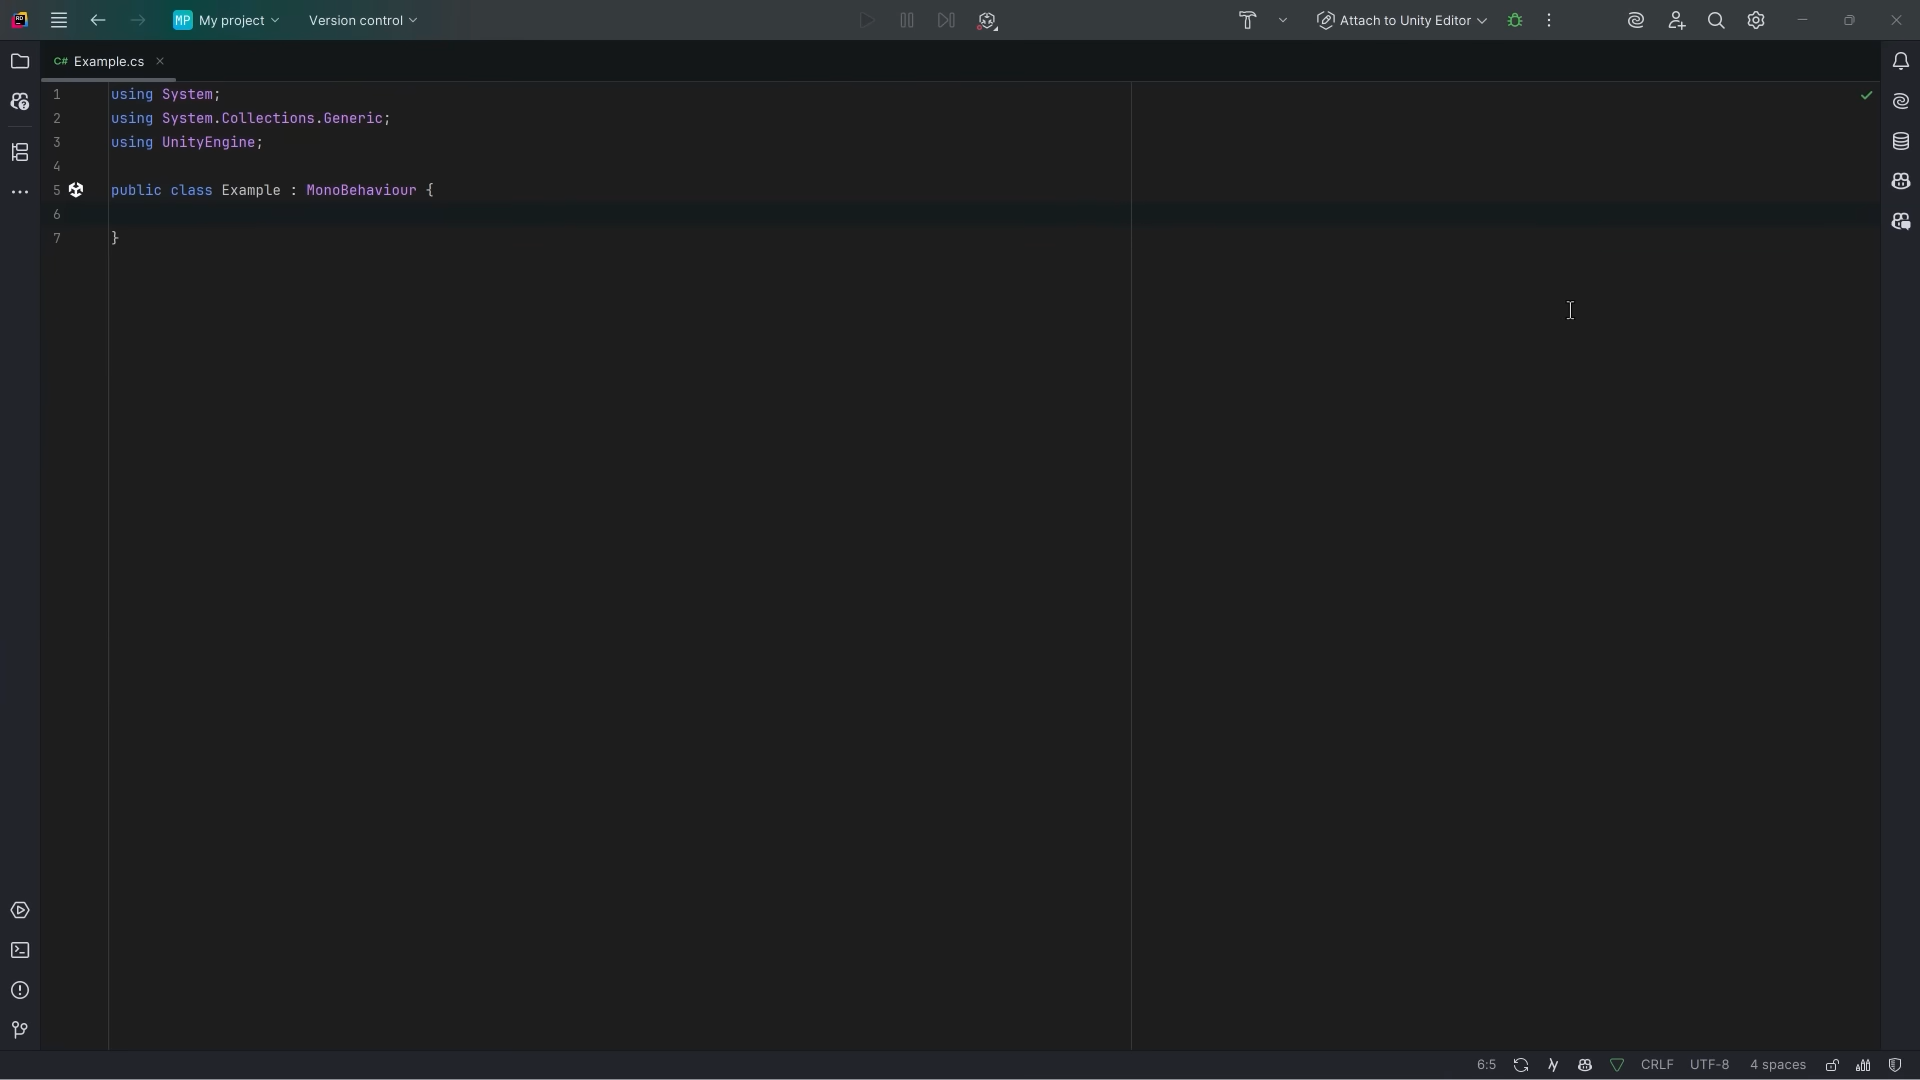 MP My project Version control Attach to Unity Editor
C# Example.cs
1 using System;
2 using System.Collections.Generic;
3 using UnityEngine;
4
5 public class Example : MonoBehaviour {
6
7 }
6:5 CRLF UTF-8 4 spaces